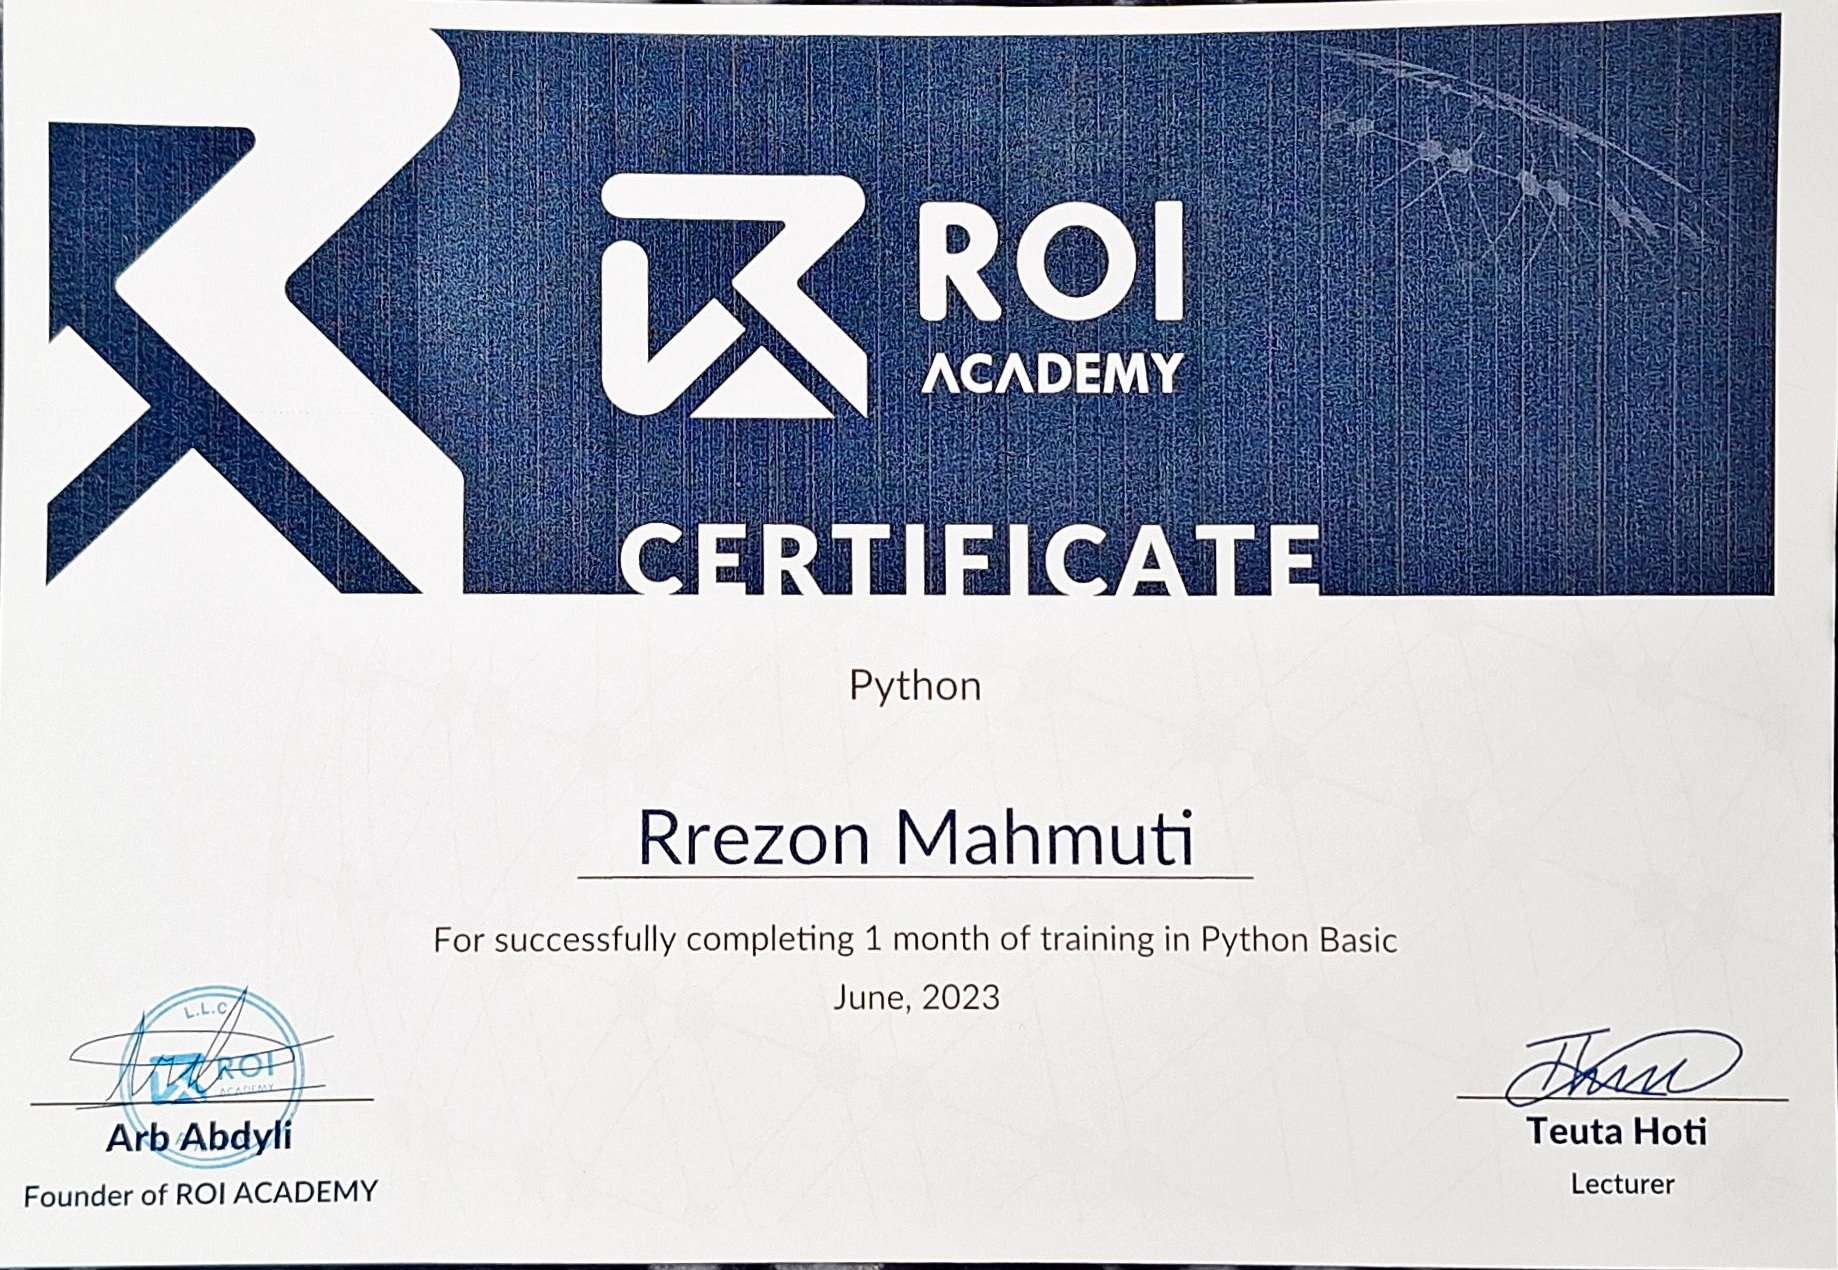 ROI
ACADEMY
CERTIFICATE
Python
Rrezon Mahmuti
For successfully completing 1 month of training in Python Basic
June, 2023
L.L.C
ROI
ACADEMY
Arb Abdyli
Founder of ROI ACADEMY
Teuta Hoti
Lecturer